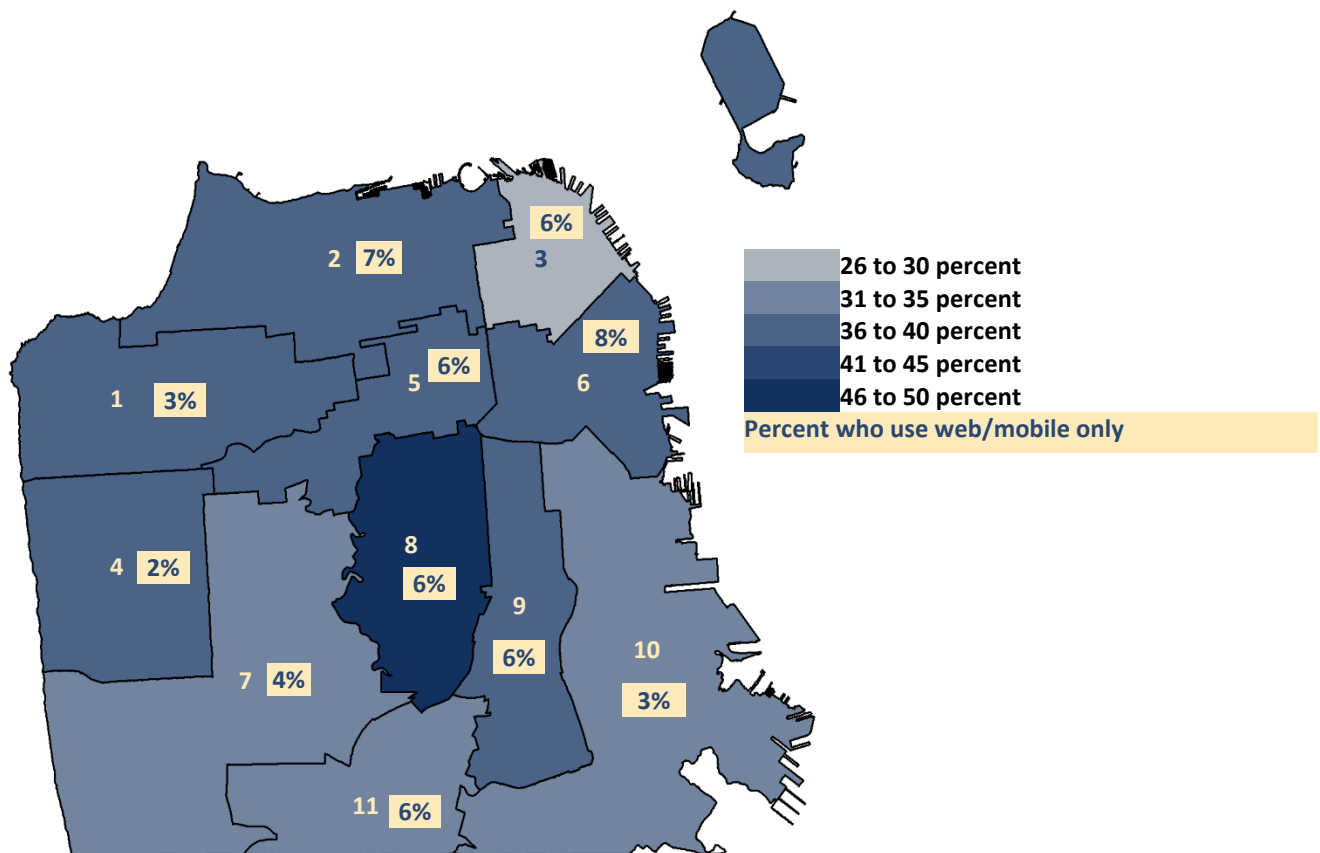 6%
2 7%
3
26 to 30 percent
31 to 35 percent
36 to 40 percent
41 to 45 percent
46 to 50 percent
Percent who use web/mobile only
8%
6%
5
6
1 3%
8
4 2%
6%
9
6%
10
7 4%
3%
11 6%